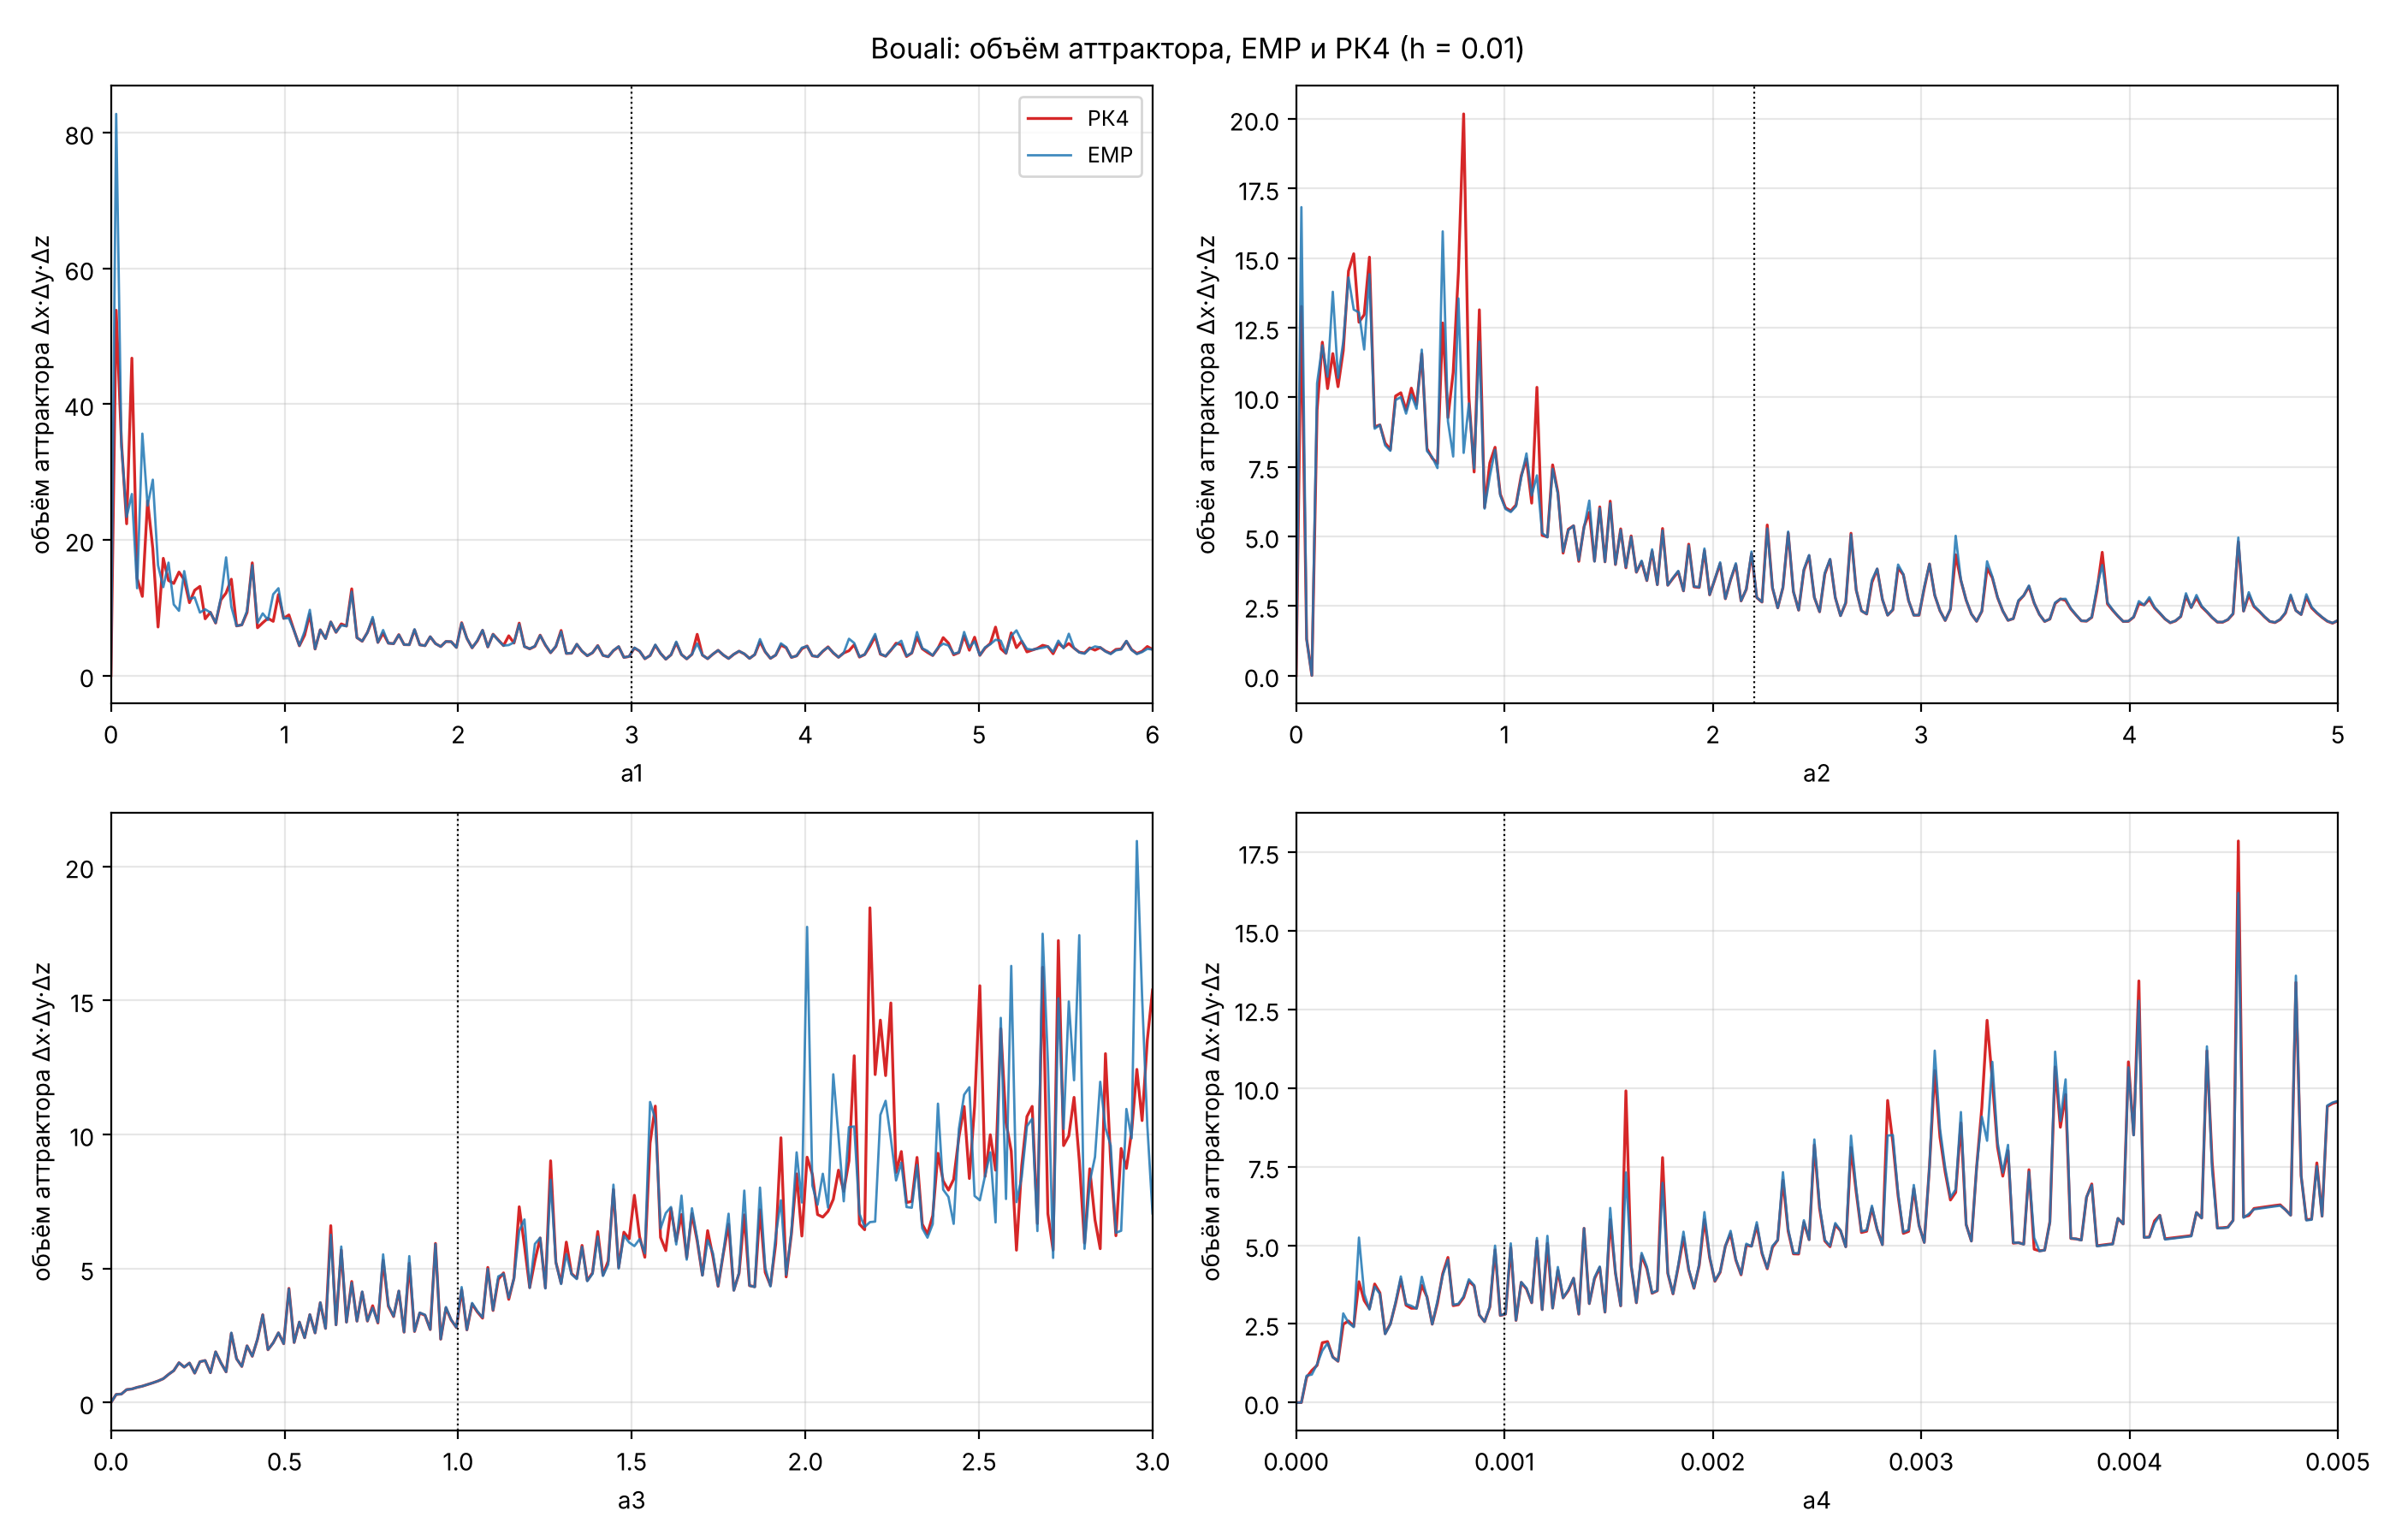 Bouali: объём аттрактора, EMP и РК4 (h = 0.01)
объём аттрактора Δx·Δy·Δz
80
60
40
20
0
РК4
EMP
0 1 2 3 4 5 6
a1
объём аттрактора Δx·Δy·Δz
20.0
17.5
15.0
12.5
10.0
7.5
5.0
2.5
0.0
0 1 2 3 4 5
a2
объём аттрактора Δx·Δy·Δz
20
15
10
5
0
0.0 0.5 1.0 1.5 2.0 2.5 3.0
a3
объём аттрактора Δx·Δy·Δz
17.5
15.0
12.5
10.0
7.5
5.0
2.5
0.0
0.000 0.001 0.002 0.003 0.004 0.005
a4